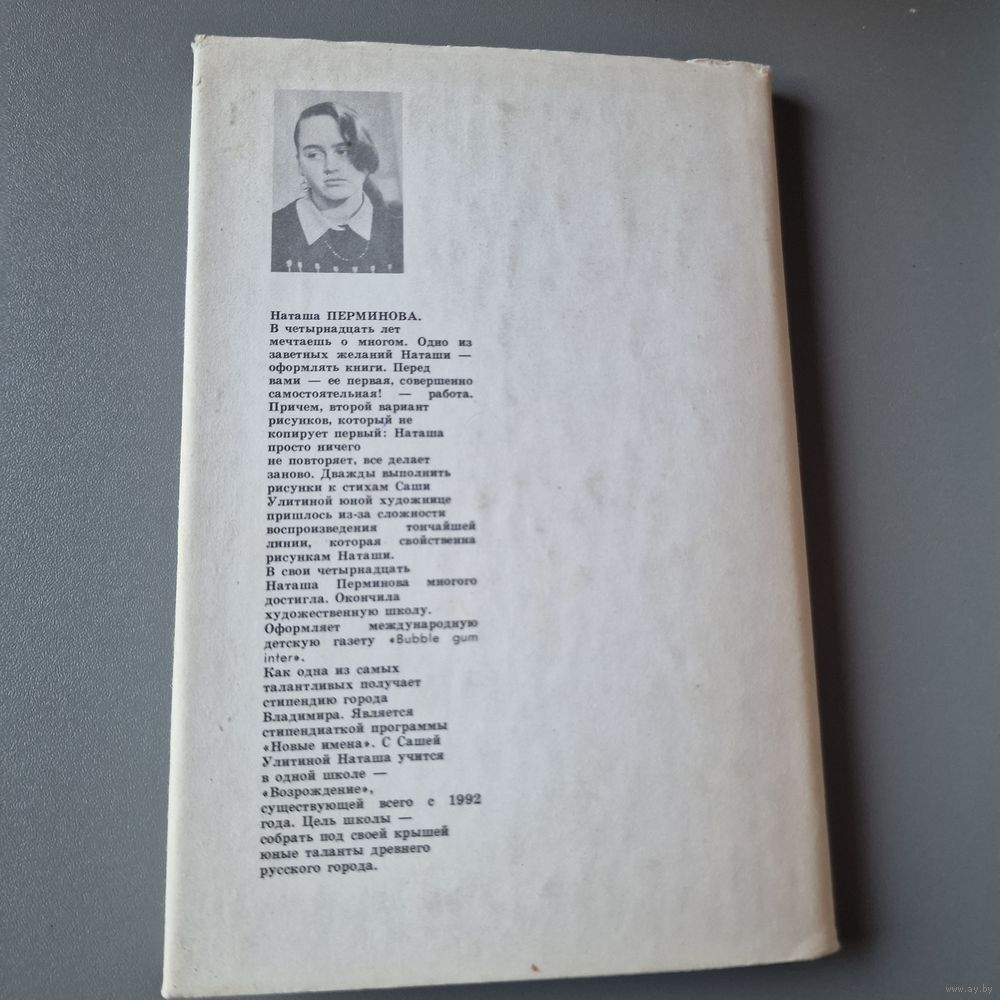 Наташа ПЕРМИНОВА.
В четырнадцать лет
мечтаешь о многом. Одно из
заветных желаний Наташи —
оформлять книги. Перед
вами — ее первая, совершенно
самостоятельная! — работа.
Причем, второй вариант
рисунков, который не
копирует первый: Наташа
просто ничего
не повторяет, все делает
заново. Дважды выполнить
рисунки к стихам Саши
Улитиной юной художнице
пришлось из-за сложности
воспроизведения тончайшей
линии, которая свойственна
рисункам Наташи.
В свои четырнадцать
Наташа Перминова многого
достигла. Окончила
художественную школу.
Оформляет международную
детскую газету «Bubble gum
inter».
Как одна из самых
талантливых получает
стипендию города
Владимира. Является
стипендиаткой программы
«Новые имена». С Сашей
Улитиной Наташа учится
в одной школе —
«Возрождение»,
существующей всего с 1992
года. Цель школы —
собрать под своей крышей
юные таланты древнего
русского города.
www.ay.by